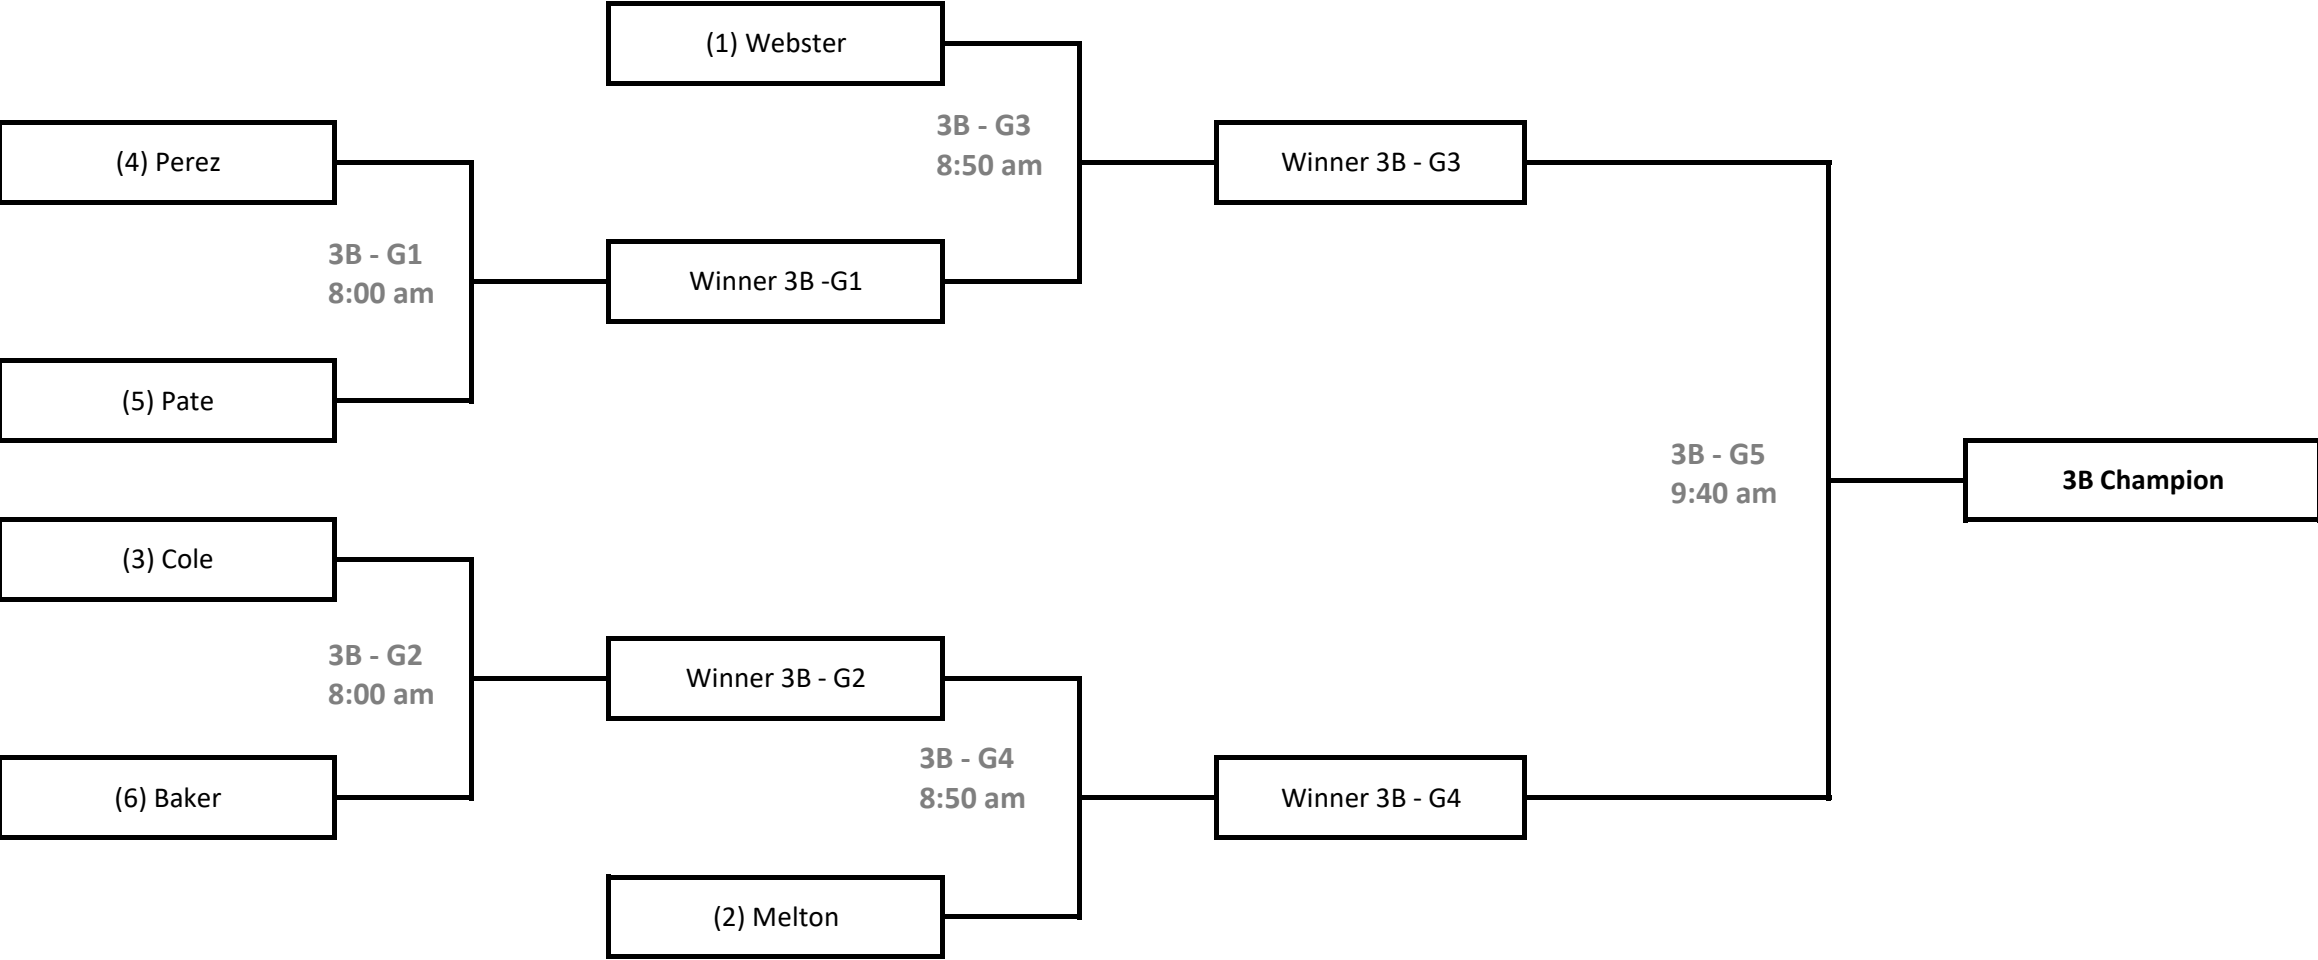 (1) Webster
3B - G3
8:50 am
(4) Perez
Winner 3B - G3
3B - G1
8:00 am
Winner 3B -G1
(5) Pate
3B - G5
9:40 am
3B Champion
(3) Cole
3B - G2
8:00 am
Winner 3B - G2
3B - G4
8:50 am
(6) Baker
Winner 3B - G4
(2) Melton